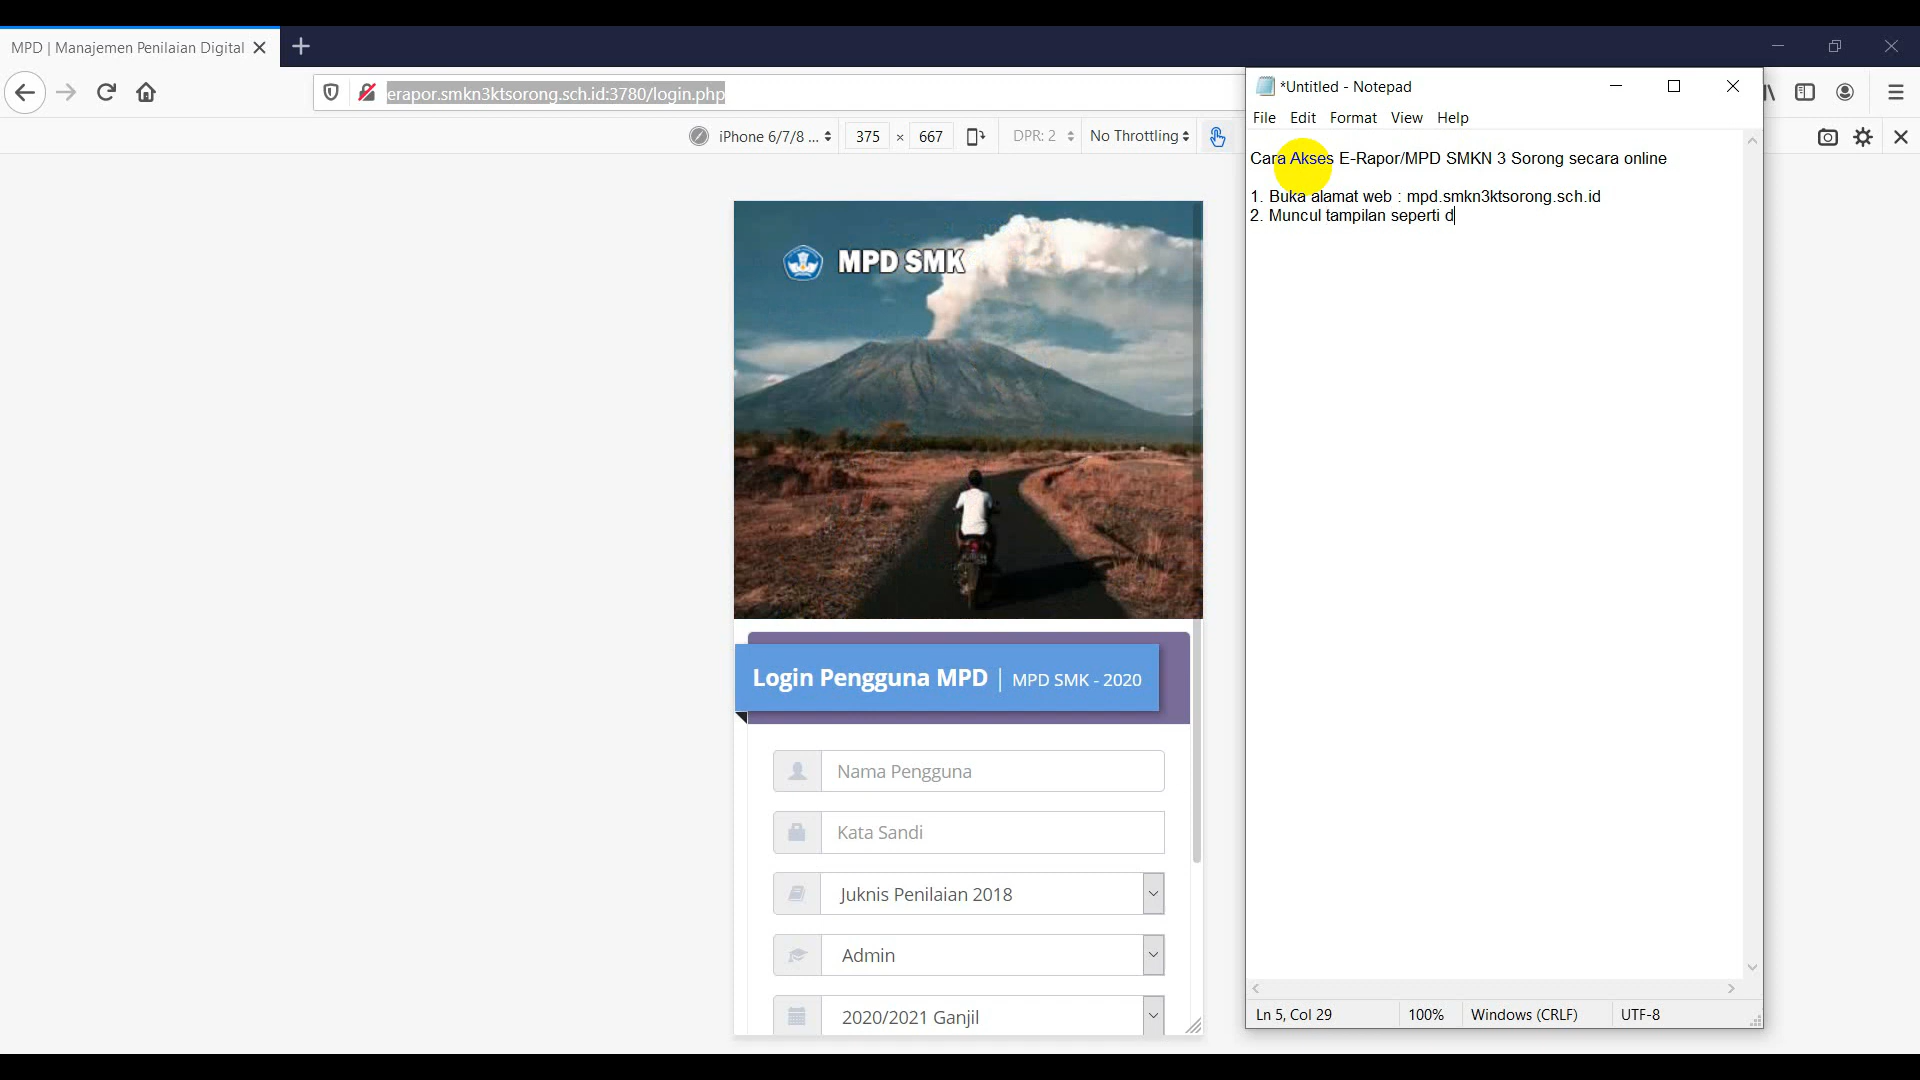 MPD | Manajemen Penilaian Digital
erapor.smkn3ktsorong.sch.id:3780/login.php
iPhone 6/7/8 ...
375 × 667
DPR: 2
No Throttling
MPD SMK
Login Pengguna MPD | MPD SMK - 2020
Nama Pengguna
Kata Sandi
Juknis Penilaian 2018
Admin
2020/2021 Ganjil
*Untitled - Notepad
File Edit Format View Help
Cara Akses E-Rapor/MPD SMKN 3 Sorong secara online
1. Buka alamat web : mpd.smkn3ktsorong.sch.id
2. Muncul tampilan seperti d
Ln 5, Col 29
100%
Windows (CRLF)
UTF-8